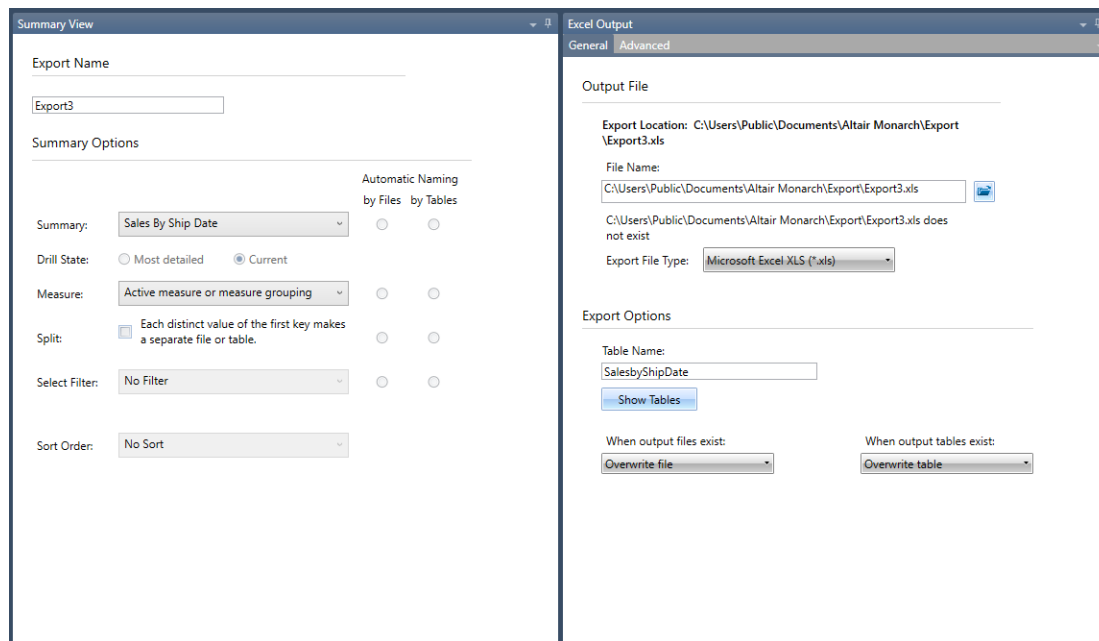 Summary View
Export Name
Export3
Summary Options
Automatic Naming
by Files by Tables
Summary: Sales By Ship Date
Drill State: Most detailed Current
Measure: Active measure or measure grouping
Split: Each distinct value of the first key makes
a separate file or table.
Select Filter: No Filter
Sort Order: No Sort
Excel Output
General Advanced
Output File
Export Location: C:\Users\Public\Documents\Altair Monarch\Export
\Export3.xls
File Name:
C:\Users\Public\Documents\Altair Monarch\Export\Export3.xls
C:\Users\Public\Documents\Altair Monarch\Export\Export3.xls does
not exist
Export File Type: Microsoft Excel XLS (*.xls)
Export Options
Table Name:
SalesbyShipDate
Show Tables
When output files exist: When output tables exist:
Overwrite file Overwrite table